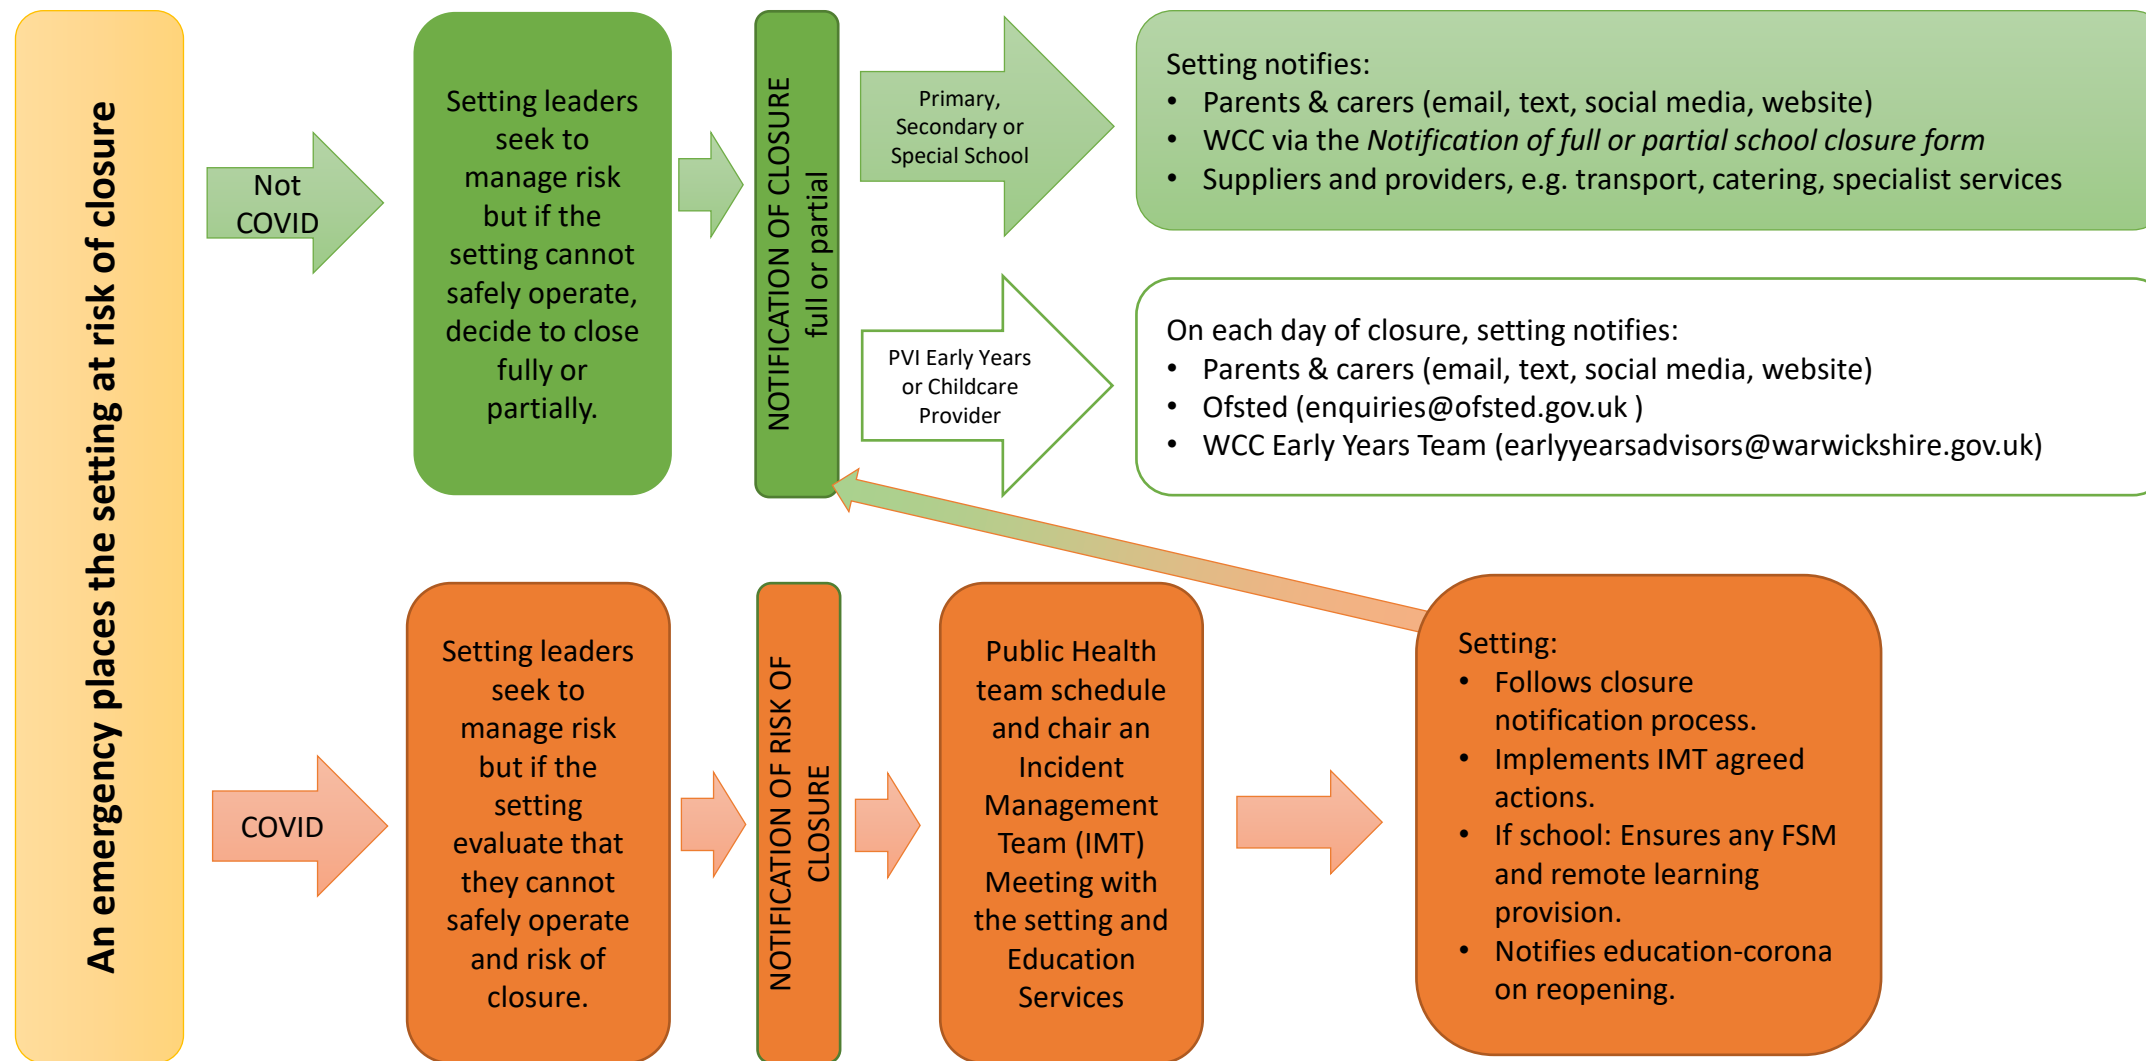 An emergency places the setting at risk of closure
Not
COVID
Setting leaders
seek to
manage risk
but if the
setting cannot
safely operate,
decide to close
fully or
partially.
NOTIFICATION OF CLOSURE
full or partial
Primary,
Secondary or
Special School
Setting notifies:
• Parents & carers (email, text, social media, website)
• WCC via the Notification of full or partial school closure form
• Suppliers and providers, e.g. transport, catering, specialist services
PVI Early Years
or Childcare
Provider
On each day of closure, setting notifies:
• Parents & carers (email, text, social media, website)
• Ofsted (enquiries@ofsted.gov.uk )
• WCC Early Years Team (earlyyearsadvisors@warwickshire.gov.uk)
COVID
Setting leaders
seek to
manage risk
but if the
setting
evaluate that
they cannot
safely operate
and risk of
closure.
NOTIFICATION OF RISK OF
CLOSURE
Public Health
team schedule
and chair an
Incident
Management
Team (IMT)
Meeting with
the setting and
Education
Services
Setting:
• Follows closure
notification process.
• Implements IMT agreed
actions.
• If school: Ensures any FSM
and remote learning
provision.
• Notifies education-corona
on reopening.